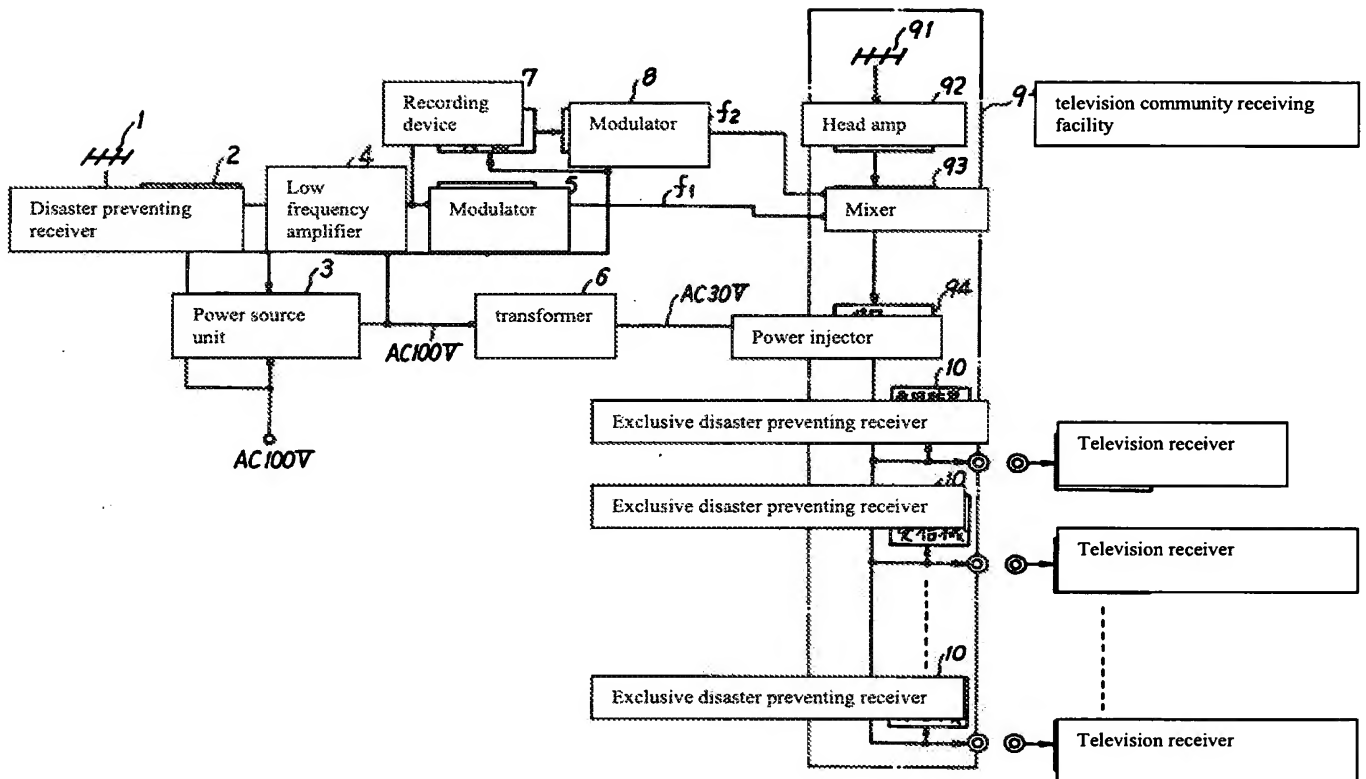 91
7
8
92
9
Recording
device
Modulator
f2
Head amp
television community receiving
facility
1
2
4
93
Disaster preventing
receiver
Low
frequency
amplifier
5
Modulator
f1
Mixer
3
6
94
Power source
unit
transformer
AC30V
Power injector
AC100V
AC100V
10
Exclusive disaster preventing receiver
Television receiver
10
Exclusive disaster preventing receiver
Television receiver
10
Exclusive disaster preventing receiver
Television receiver